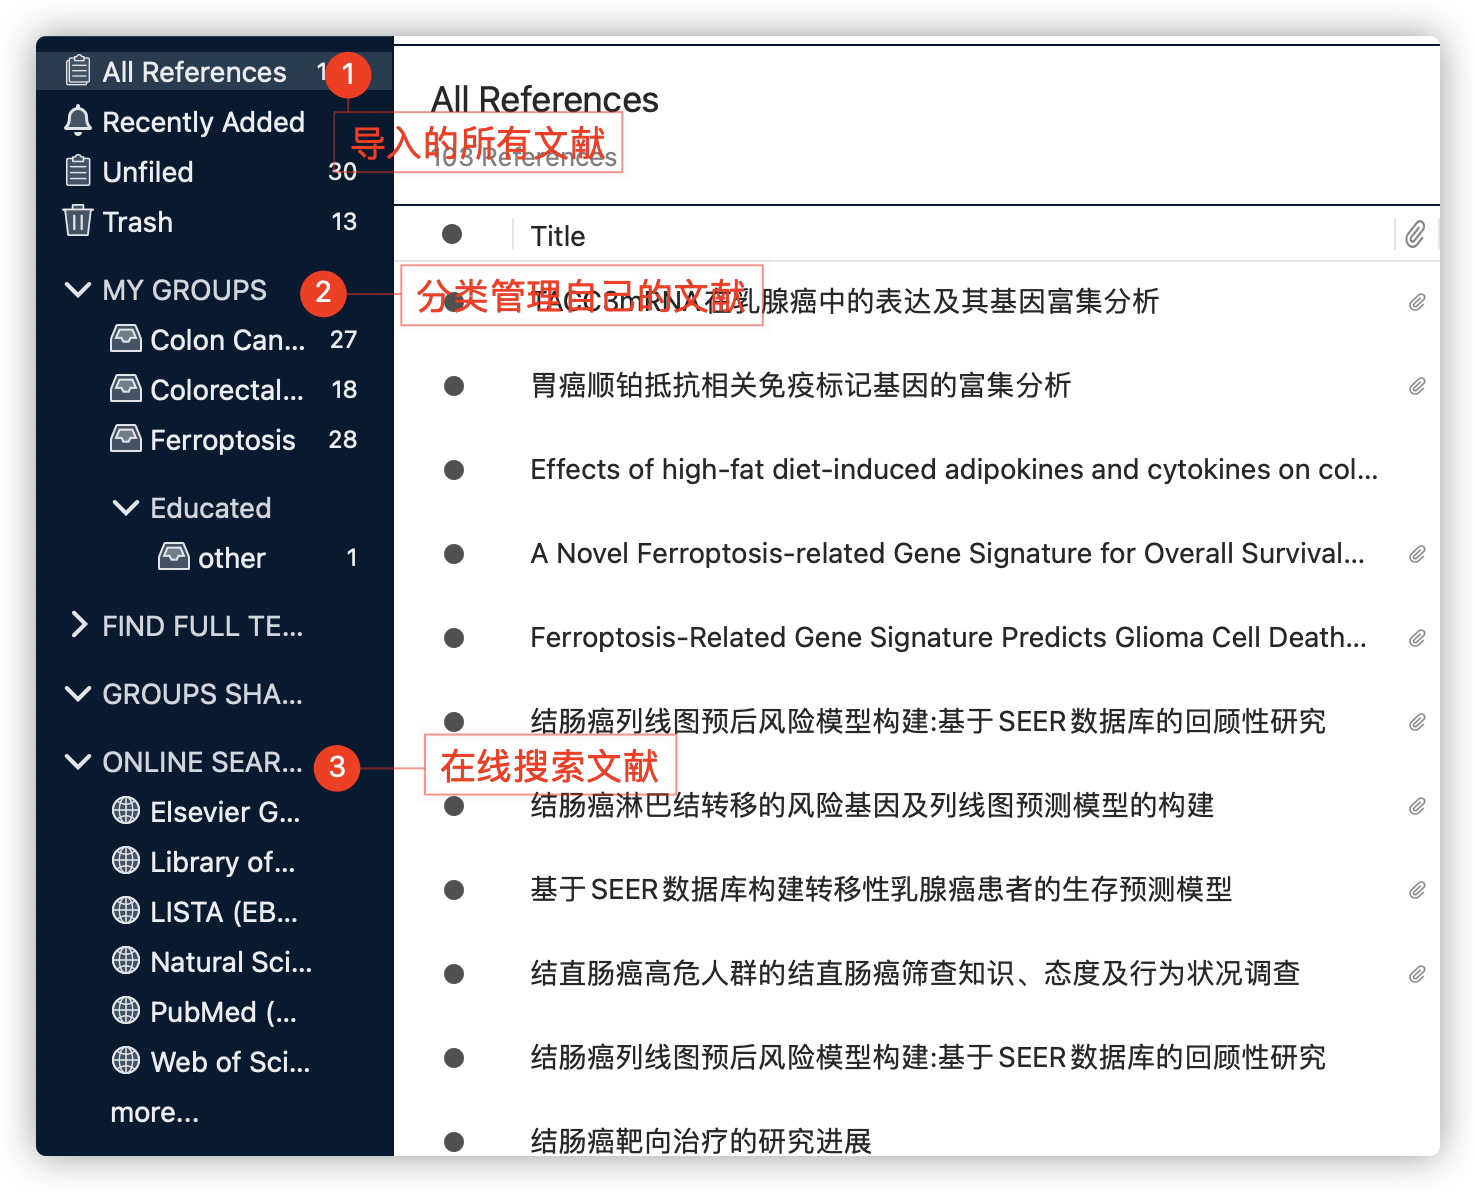 All References
1
Recently Added
Unfiled 30
Trash 13
MY GROUPS 2
Colon Can... 27
Colorectal... 18
Ferroptosis 28
Educated
other 1
FIND FULL TE...
GROUPS SHA...
ONLINE SEAR... 3
Elsevier G...
Library of...
LISTA (EB...
Natural Sci...
PubMed (...
Web of Sci...
more...
All References
导入的所有文献
103 References
Title
分类管理自己的文献
TACC3mRNA在乳腺癌中的表达及其基因富集分析
胃癌顺铂抵抗相关免疫标记基因的富集分析
Effects of high-fat diet-induced adipokines and cytokines on col...
A Novel Ferroptosis-related Gene Signature for Overall Survival...
Ferroptosis-Related Gene Signature Predicts Glioma Cell Death...
结肠癌列线图预后风险模型构建:基于SEER数据库的回顾性研究
在线搜索文献
结肠癌淋巴结转移的风险基因及列线图预测模型的构建
基于SEER数据库构建转移性乳腺癌患者的生存预测模型
结直肠癌高危人群的结直肠癌筛查知识、态度及行为状况调查
结肠癌列线图预后风险模型构建:基于SEER数据库的回顾性研究
结肠癌靶向治疗的研究进展